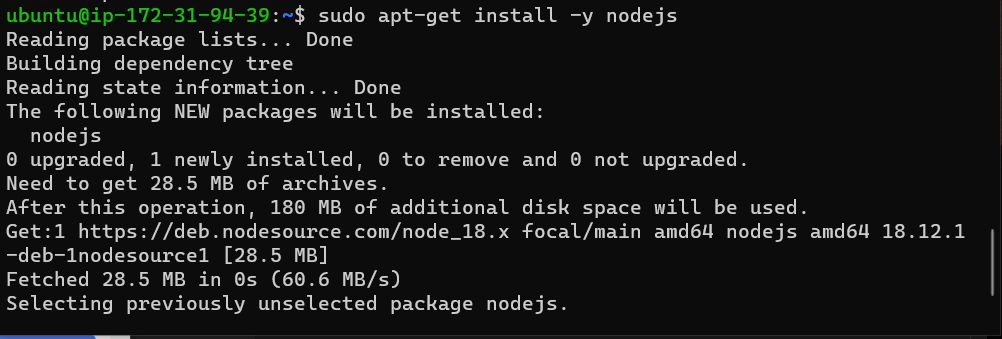 ubuntu@ip-172-31-94-39:~$ sudo apt-get install -y nodejs
Reading package lists... Done
Building dependency tree
Reading state information... Done
The following NEW packages will be installed:
  nodejs
0 upgraded, 1 newly installed, 0 to remove and 0 not upgraded.
Need to get 28.5 MB of archives.
After this operation, 180 MB of additional disk space will be used.
Get:1 https://deb.nodesource.com/node_18.x focal/main amd64 nodejs amd64 18.12.1
-deb-1nodesource1 [28.5 MB]
Fetched 28.5 MB in 0s (60.6 MB/s)
Selecting previously unselected package nodejs.